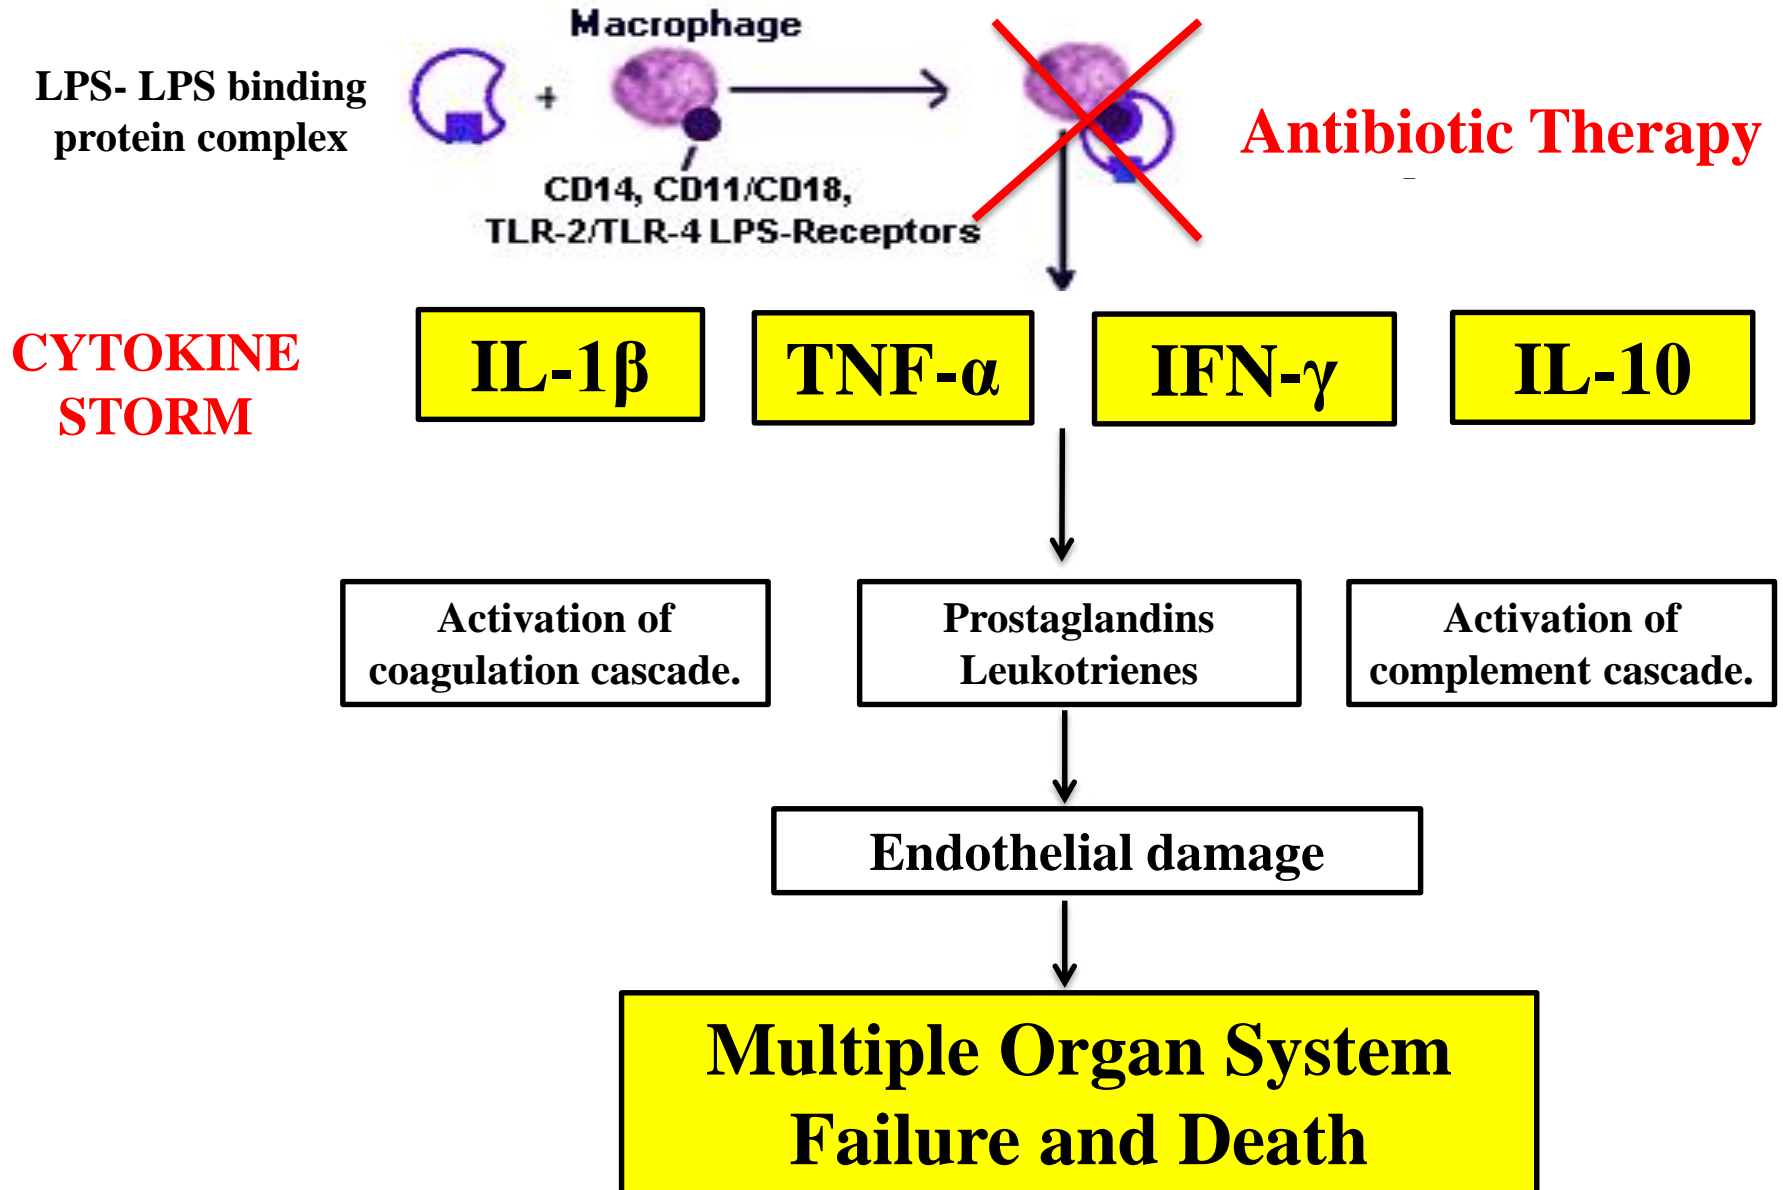 Macrophage
LPS- LPS binding
protein complex
+
Antibiotic Therapy
CD14, CD11/CD18,
TLR-2/TLR-4 LPS-Receptors
CYTOKINE
STORM
IL-1β
TNF-α
IFN-γ
IL-10
Activation of
coagulation cascade.
Prostaglandins
Leukotrienes
Activation of
complement cascade.
Endothelial damage
Multiple Organ System
Failure and Death